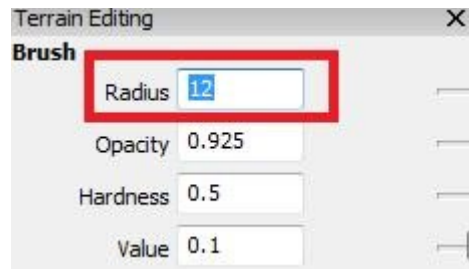 Terrain Editing
Brush
Radius 12
Opacity 0.925
Hardness 0.5
Value 0.1